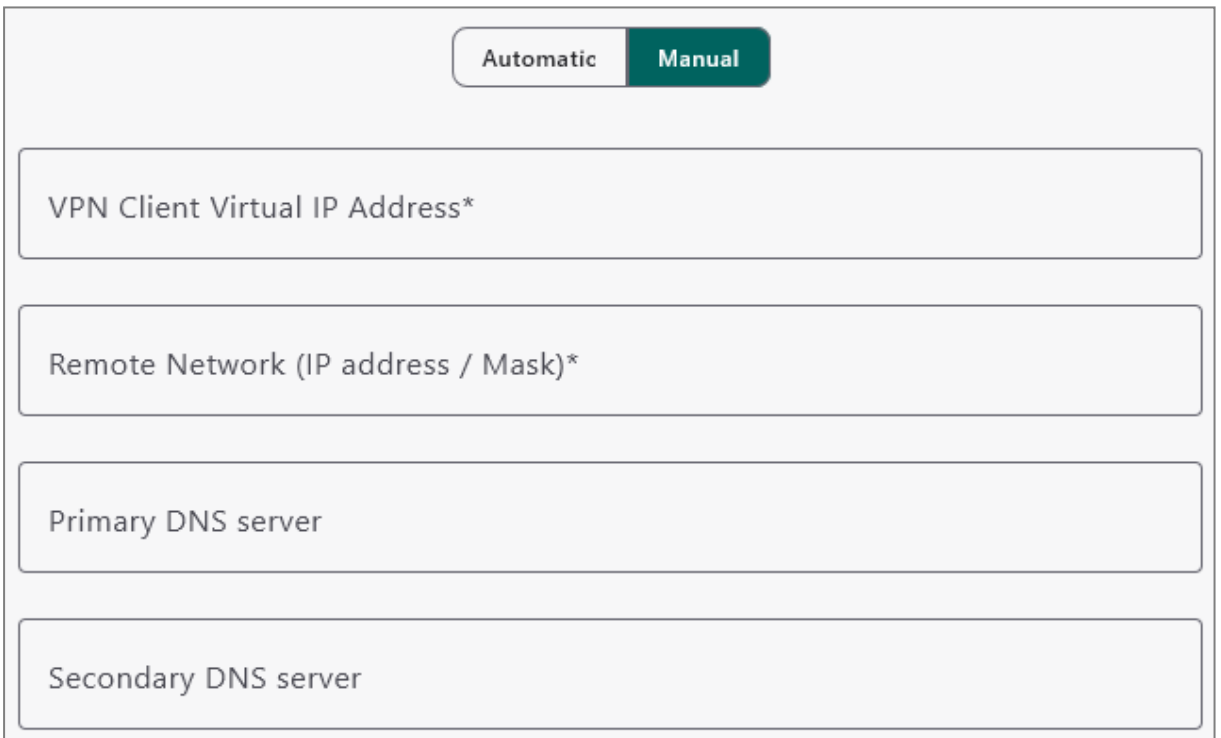 Automatic Manual
VPN Client Virtual IP Address*
Remote Network (IP address / Mask)*
Primary DNS server
Secondary DNS server